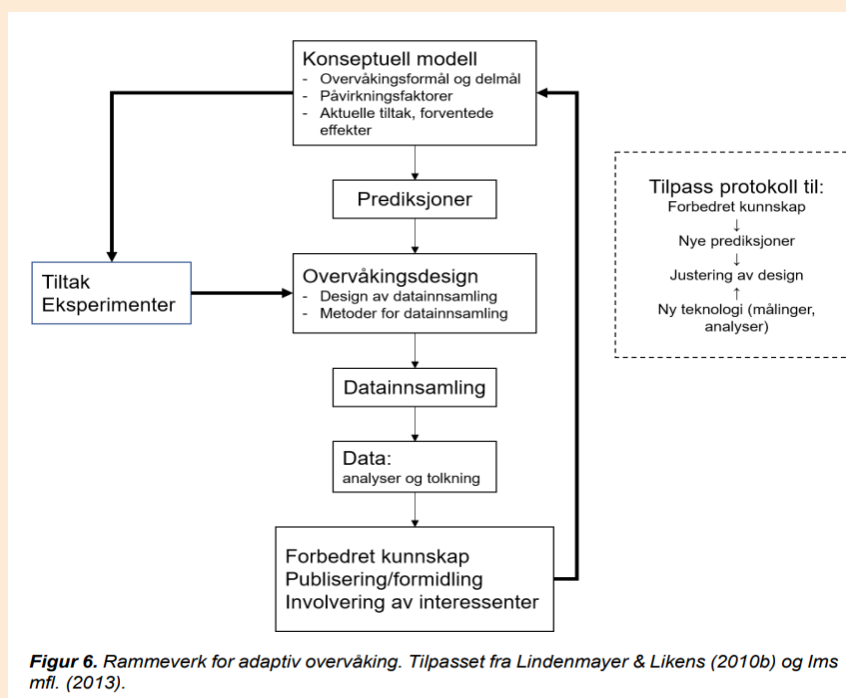 Konseptuell modell
- Overvåkingsformål og delmål
- Påvirkningsfaktorer
- Aktuelle tiltak, forventede
effekter
Prediksjoner
Tiltak
Eksperimenter
Overvåkingsdesign
- Design av datainnsamling
- Metoder for datainnsamling
Datainnsamling
Data:
analyser og tolkning
Forbedret kunnskap
Publisering/formidling
Involvering av interessenter
Tilpass protokoll til:
Forbedret kunnskap
↓
Nye prediksjoner
↓
Justering av design
↑
Ny teknologi (målinger,
analyser)
Figur 6. Rammeverk for adaptiv overvåking. Tilpasset fra Lindenmayer & Likens (2010b) og Ims
mfl. (2013).